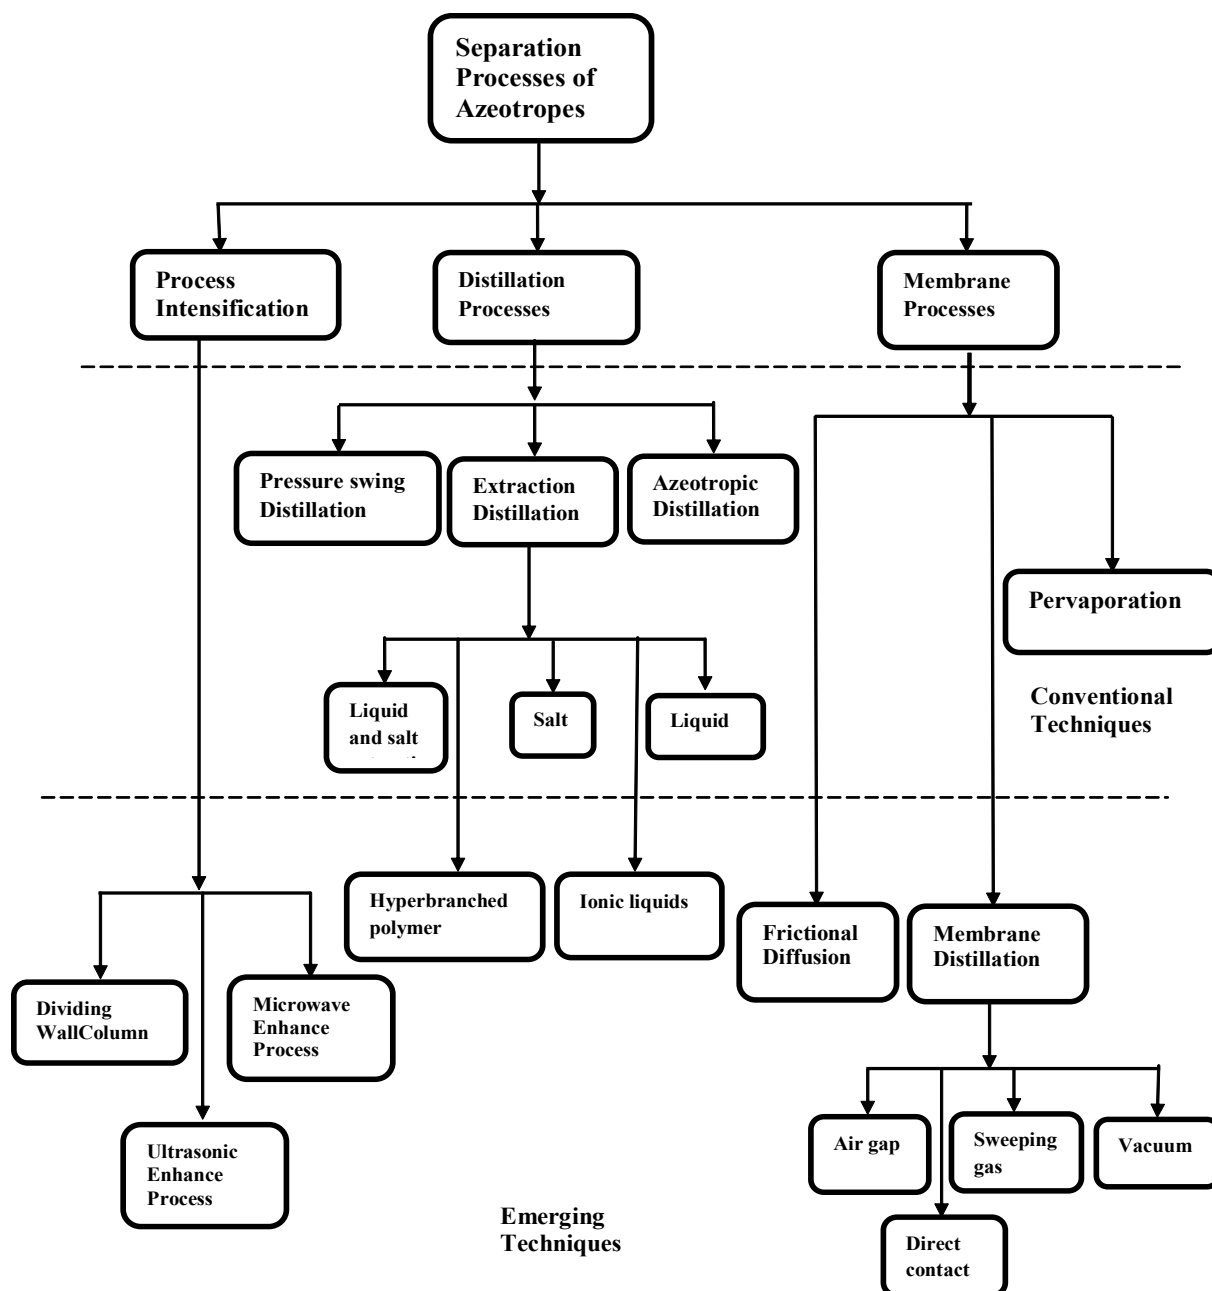 Separation
Processes of
Azeotropes
Process
Intensification
Distillation
Processes
Membrane
Processes
Pressure swing
Distillation
Extraction
Distillation
Azeotropic
Distillation
Pervaporation
Conventional
Techniques
Liquid
and salt
Salt
Liquid
Hyperbranched
polymer
Ionic liquids
Frictional
Diffusion
Membrane
Distillation
Dividing
WallColumn
Microwave
Enhance
Process
Ultrasonic
Enhance
Process
Air gap
Sweeping
gas
Vacuum
Direct
contact
Emerging
Techniques